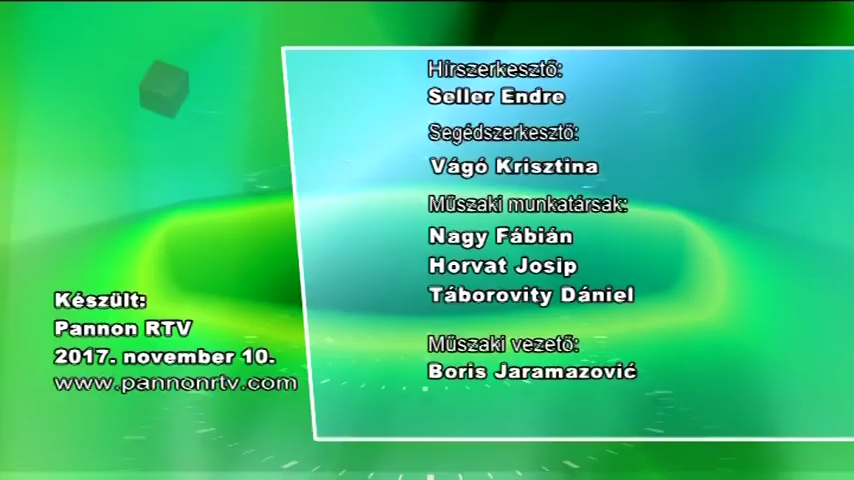 Hírszerkesztő:
Seller Endre
Segédszerkesztő:
Vágó Krisztina
Műszaki munkatársak:
Nagy Fábián
Horvat Josip
Táborovity Dániel
Műszaki vezető:
Boris Jaramazović
Készült:
Pannon RTV
2017. november 10.
www.pannonrtv.com